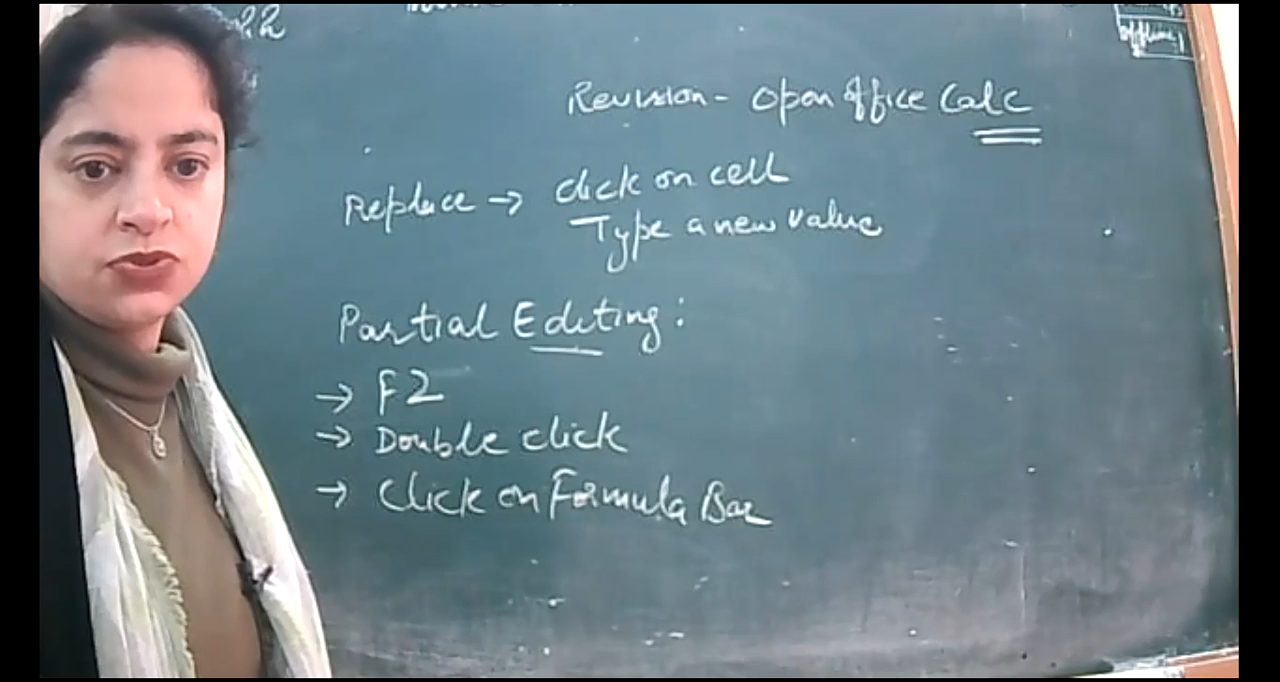 Revision - Open Office Calc
Replace → Click on cell
Type a new value
Partial Editing :
→ F2
→ Double click
→ Click on Formula Bar
offline